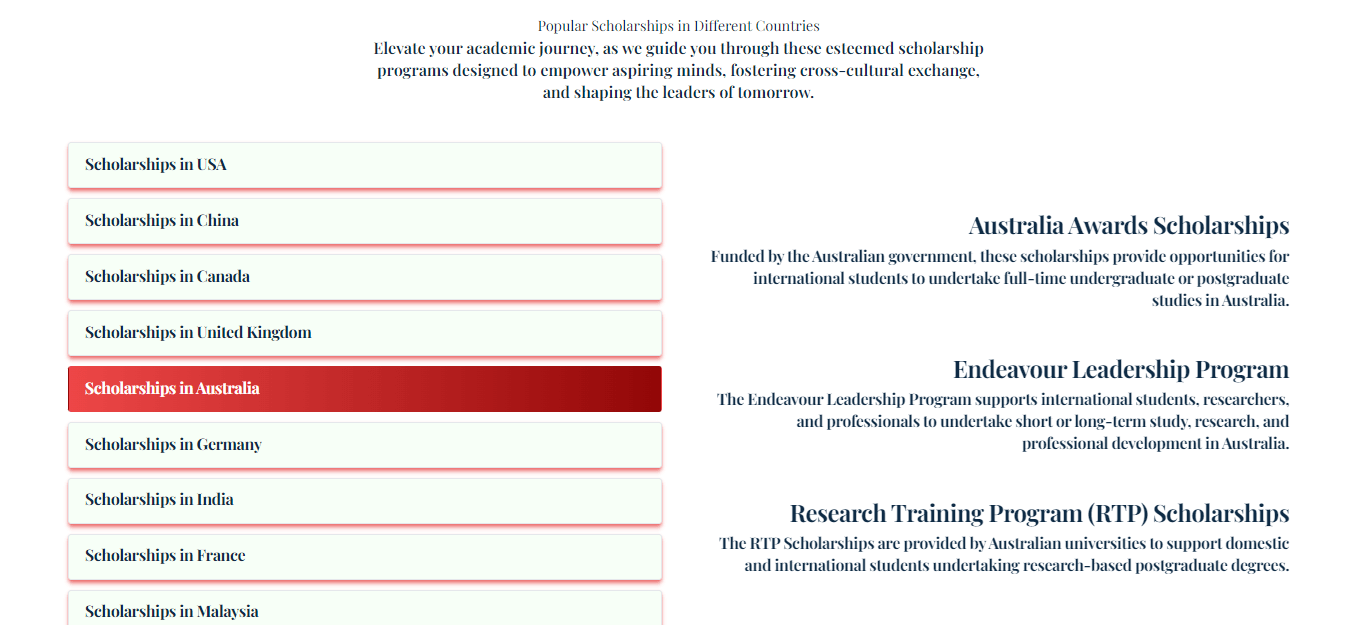 Popular Scholarships in Different Countries
Elevate your academic journey, as we guide you through these esteemed scholarship
programs designed to empower aspiring minds, fostering cross-cultural exchange,
and shaping the leaders of tomorrow.
Scholarships in USA
Scholarships in China
Scholarships in Canada
Scholarships in United Kingdom
Scholarships in Australia
Scholarships in Germany
Scholarships in India
Scholarships in France
Scholarships in Malaysia
Australia Awards Scholarships
Funded by the Australian government, these scholarships provide opportunities for
international students to undertake full-time undergraduate or postgraduate
studies in Australia.
Endeavour Leadership Program
The Endeavour Leadership Program supports international students, researchers,
and professionals to undertake short or long-term study, research, and
professional development in Australia.
Research Training Program (RTP) Scholarships
The RTP Scholarships are provided by Australian universities to support domestic
and international students undertaking research-based postgraduate degrees.